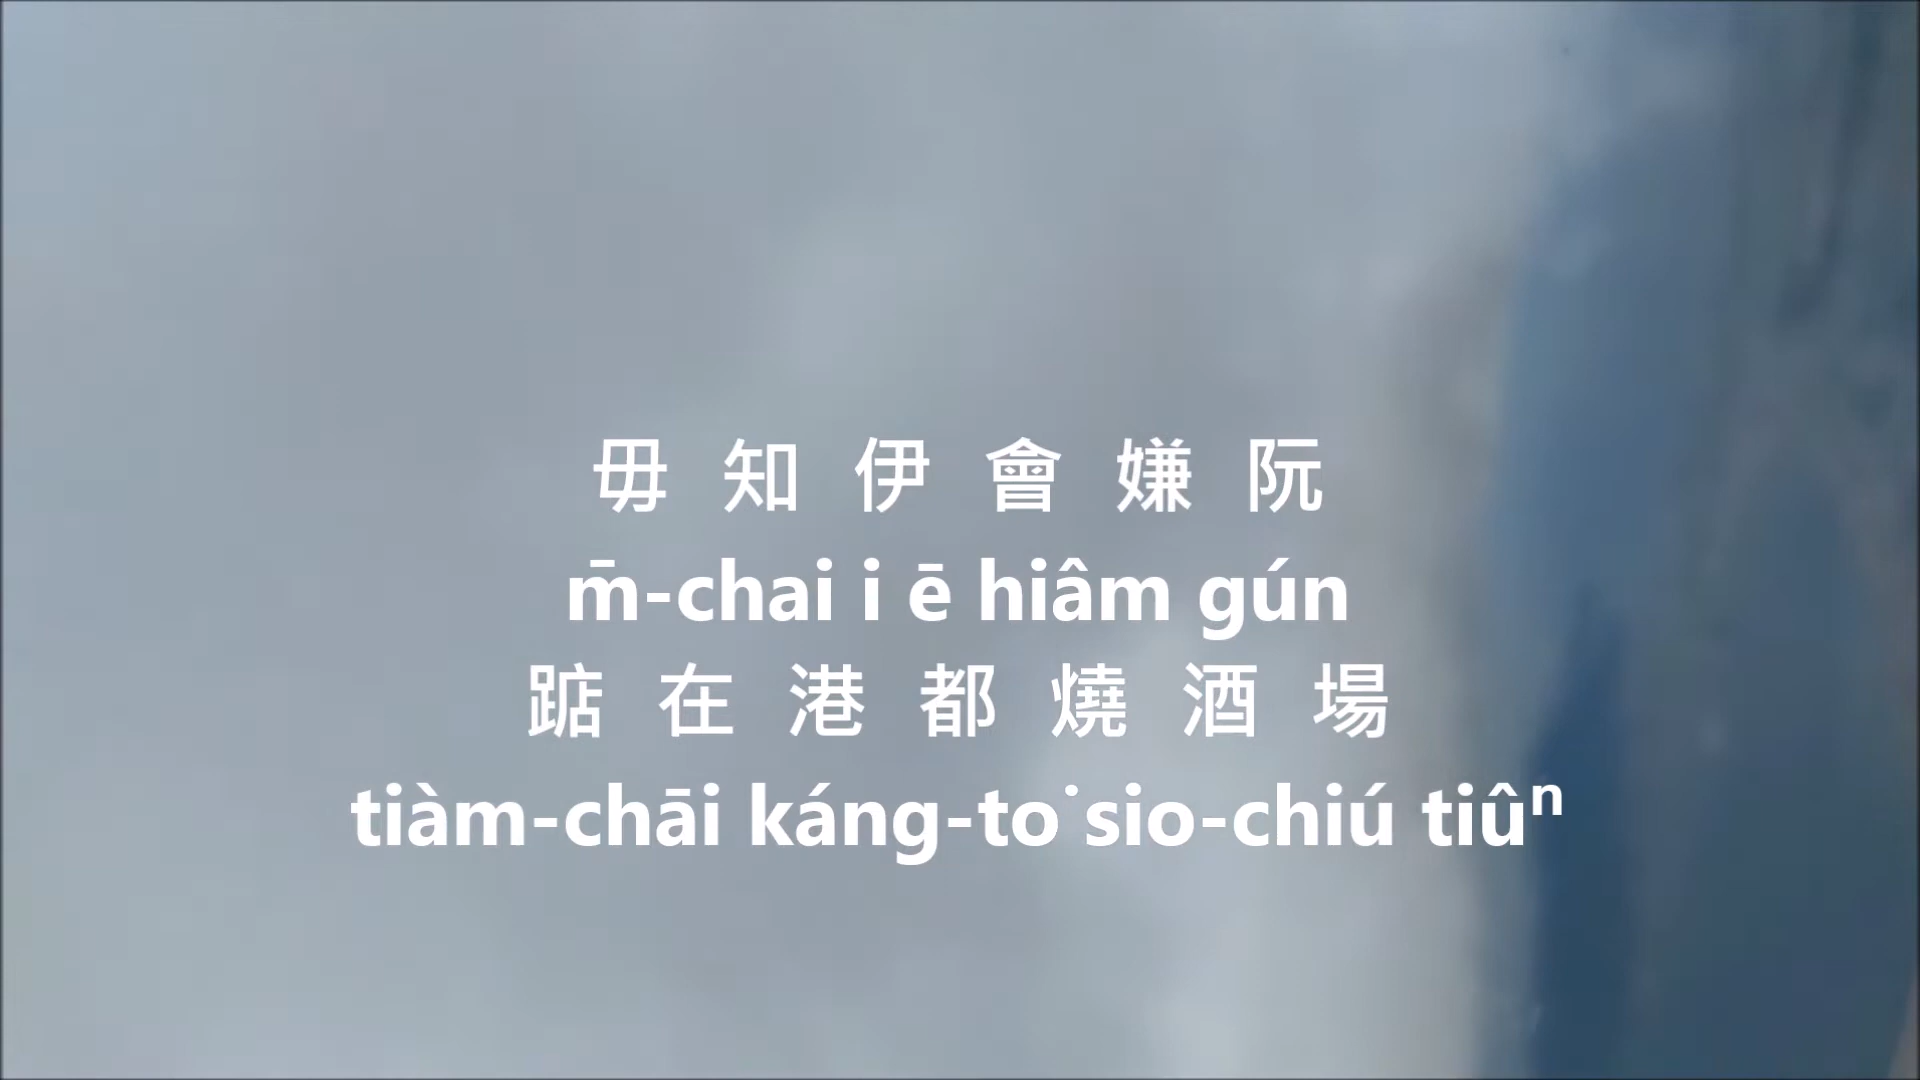 毋知伊會嫌阮
m̄-chai i ē hiâm gún
踮在港都燒酒場
tiàm-chāi káng-to͘ sio-chiú tiûⁿ